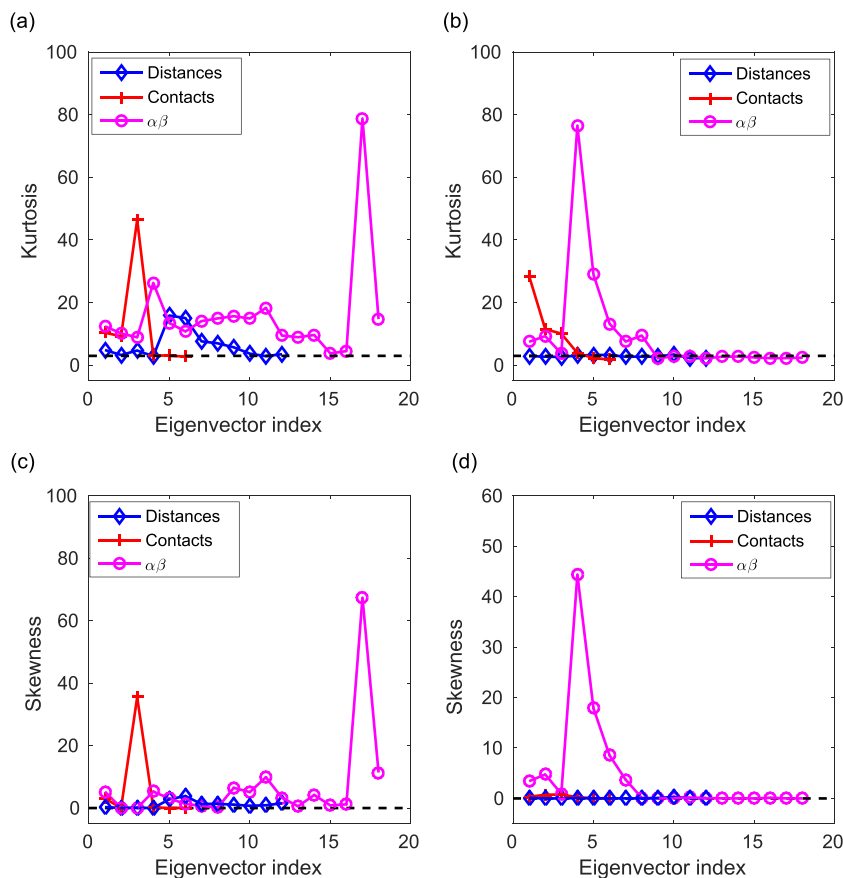 (a)
100
80
60
40
20
0
Kurtosis
Distances
Contacts
αβ
0 5 10 15 20
Eigenvector index
(b)
100
80
60
40
20
0
Kurtosis
Distances
Contacts
αβ
0 5 10 15 20
Eigenvector index
(c)
100
80
60
40
20
0
Skewness
Distances
Contacts
αβ
0 5 10 15 20
Eigenvector index
(d)
60
50
40
30
20
10
0
Skewness
Distances
Contacts
αβ
0 5 10 15 20
Eigenvector index